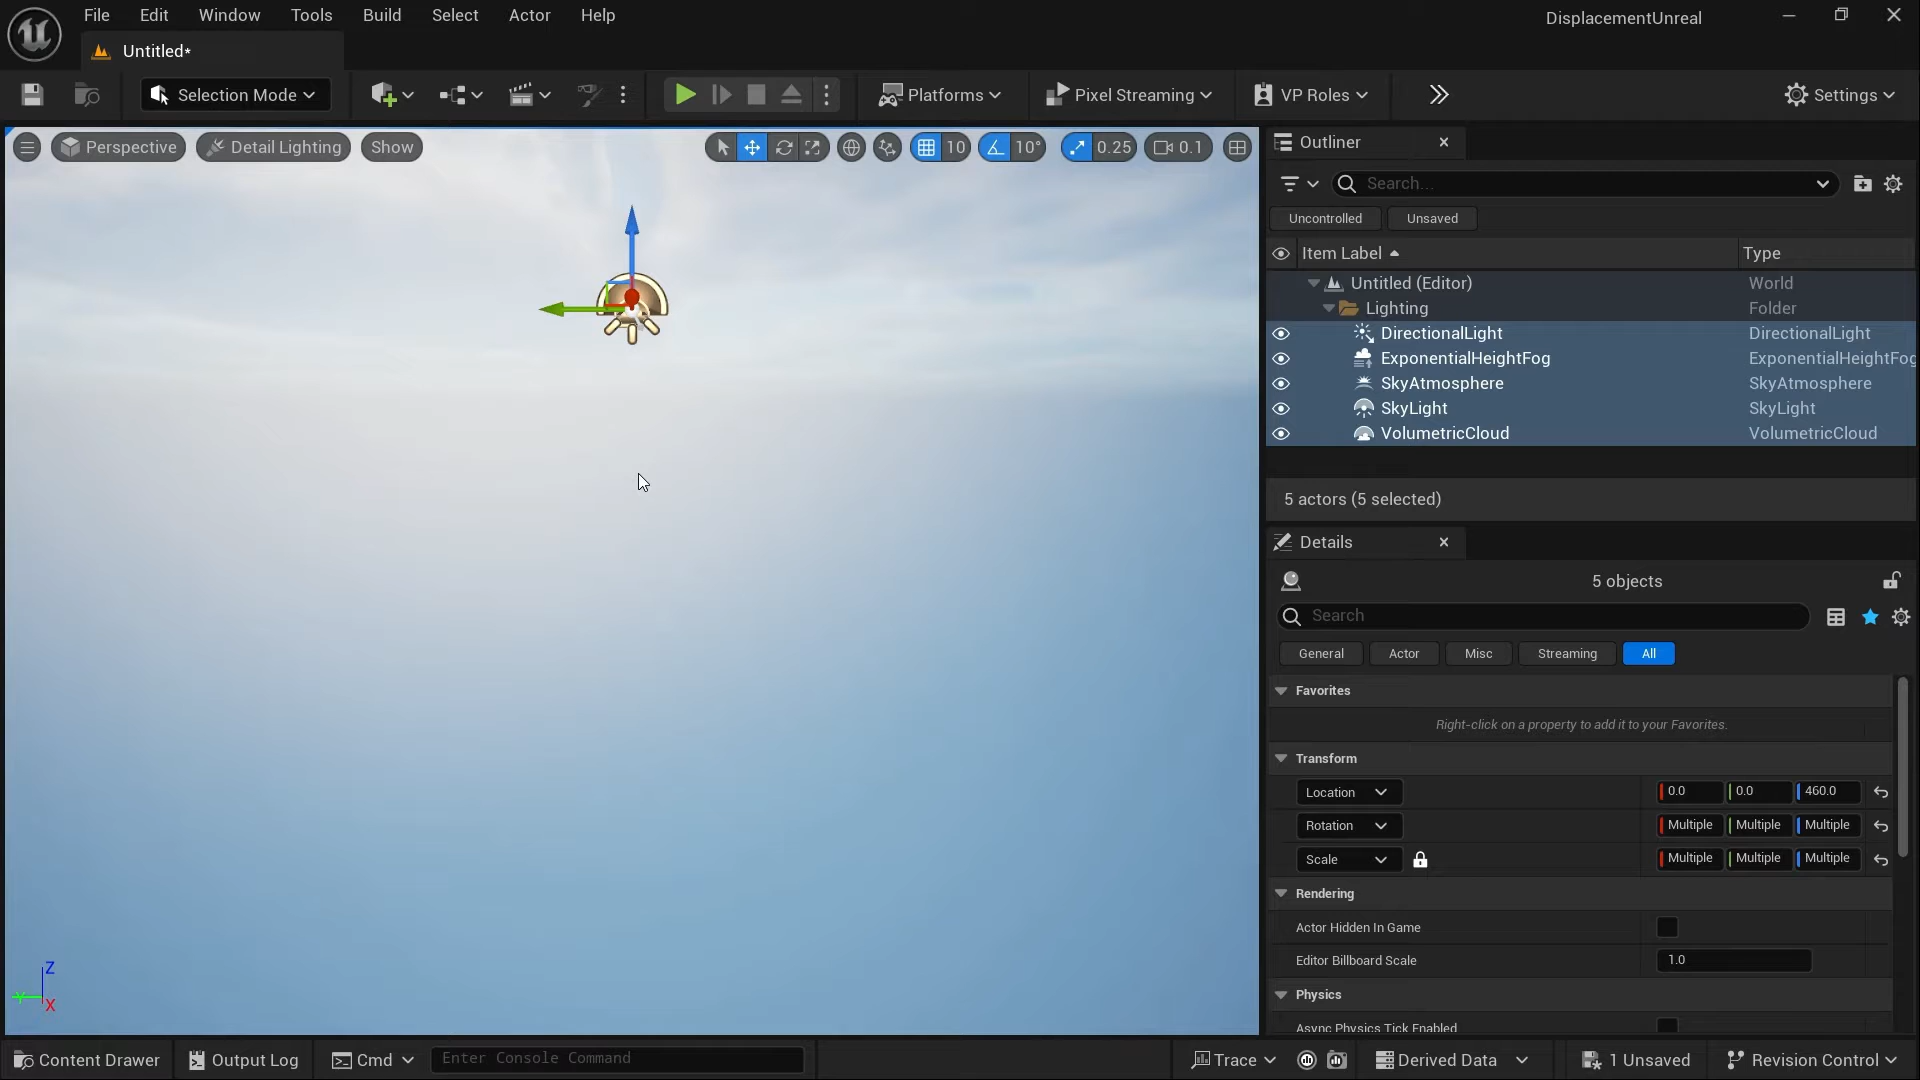 File Edit Window Tools Build Select Actor Help
DisplacementUnreal
Untitled*
Selection Mode
Platforms
Pixel Streaming
VP Roles
Settings
Perspective
Detail Lighting
Show
10
10°
0.25
0.1
Outliner
Search...
Uncontrolled
Unsaved
Item Label Type
Untitled (Editor) World
Lighting Folder
DirectionalLight DirectionalLight
ExponentialHeightFog ExponentialHeightFog
SkyAtmosphere SkyAtmosphere
SkyLight SkyLight
VolumetricCloud VolumetricCloud
5 actors (5 selected)
Details
5 objects
Search
General Actor Misc Streaming All
Favorites
Right-click on a property to add it to your Favorites.
Transform
Location 0.0 0.0 460.0
Rotation Multiple Multiple Multiple
Scale Multiple Multiple Multiple
Rendering
Actor Hidden In Game
Editor Billboard Scale 1.0
Physics
Async Physics Tick Enabled
Z
Y
X
Content Drawer
Output Log
Cmd
Enter Console Command
Trace
Derived Data
1 Unsaved
Revision Control